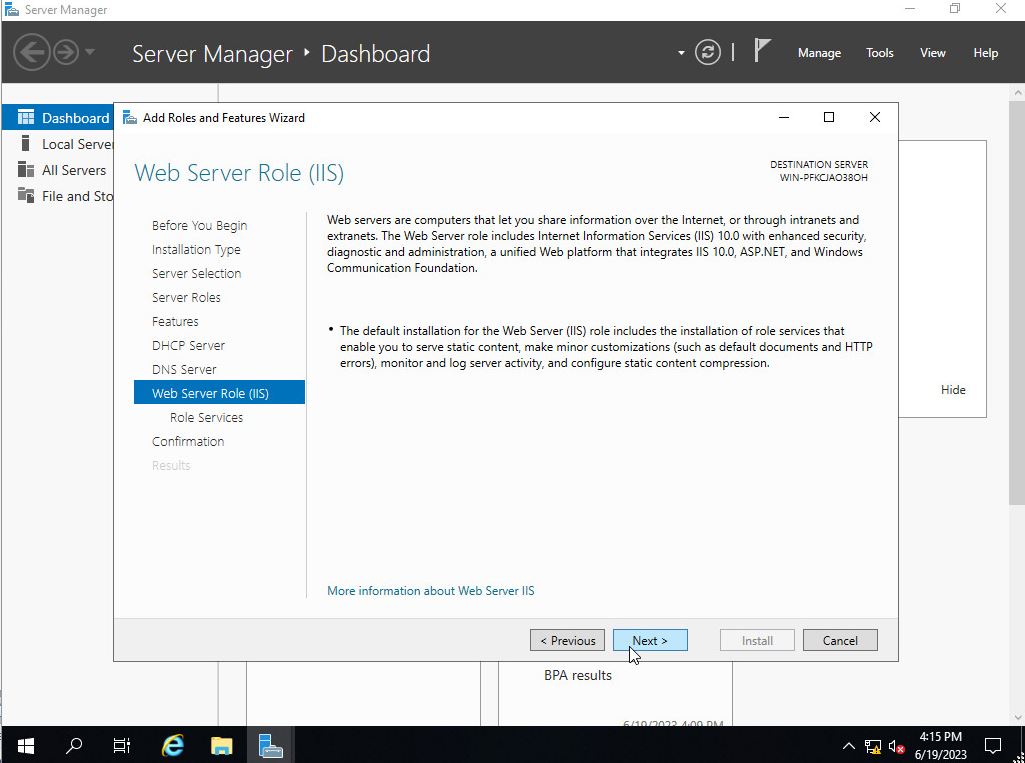 Server Manager
Server Manager ‣ Dashboard
Manage
Tools
View
Help
Dashboard
Local Server
All Servers
File and Sto
Add Roles and Features Wizard
Web Server Role (IIS)
DESTINATION SERVER
WIN-PFKCJAO38OH
Before You Begin
Installation Type
Server Selection
Server Roles
Features
DHCP Server
DNS Server
Web Server Role (IIS)
Role Services
Confirmation
Results
Web servers are computers that let you share information over the Internet, or through intranets and
extranets. The Web Server role includes Internet Information Services (IIS) 10.0 with enhanced security,
diagnostic and administration, a unified Web platform that integrates IIS 10.0, ASP.NET, and Windows
Communication Foundation.
• The default installation for the Web Server (IIS) role includes the installation of role services that
enable you to serve static content, make minor customizations (such as default documents and HTTP
errors), monitor and log server activity, and configure static content compression.
More information about Web Server IIS
Hide
< Previous
Next >
Install
Cancel
BPA results
6/19/2023 4:09 PM
4:15 PM
6/19/2023